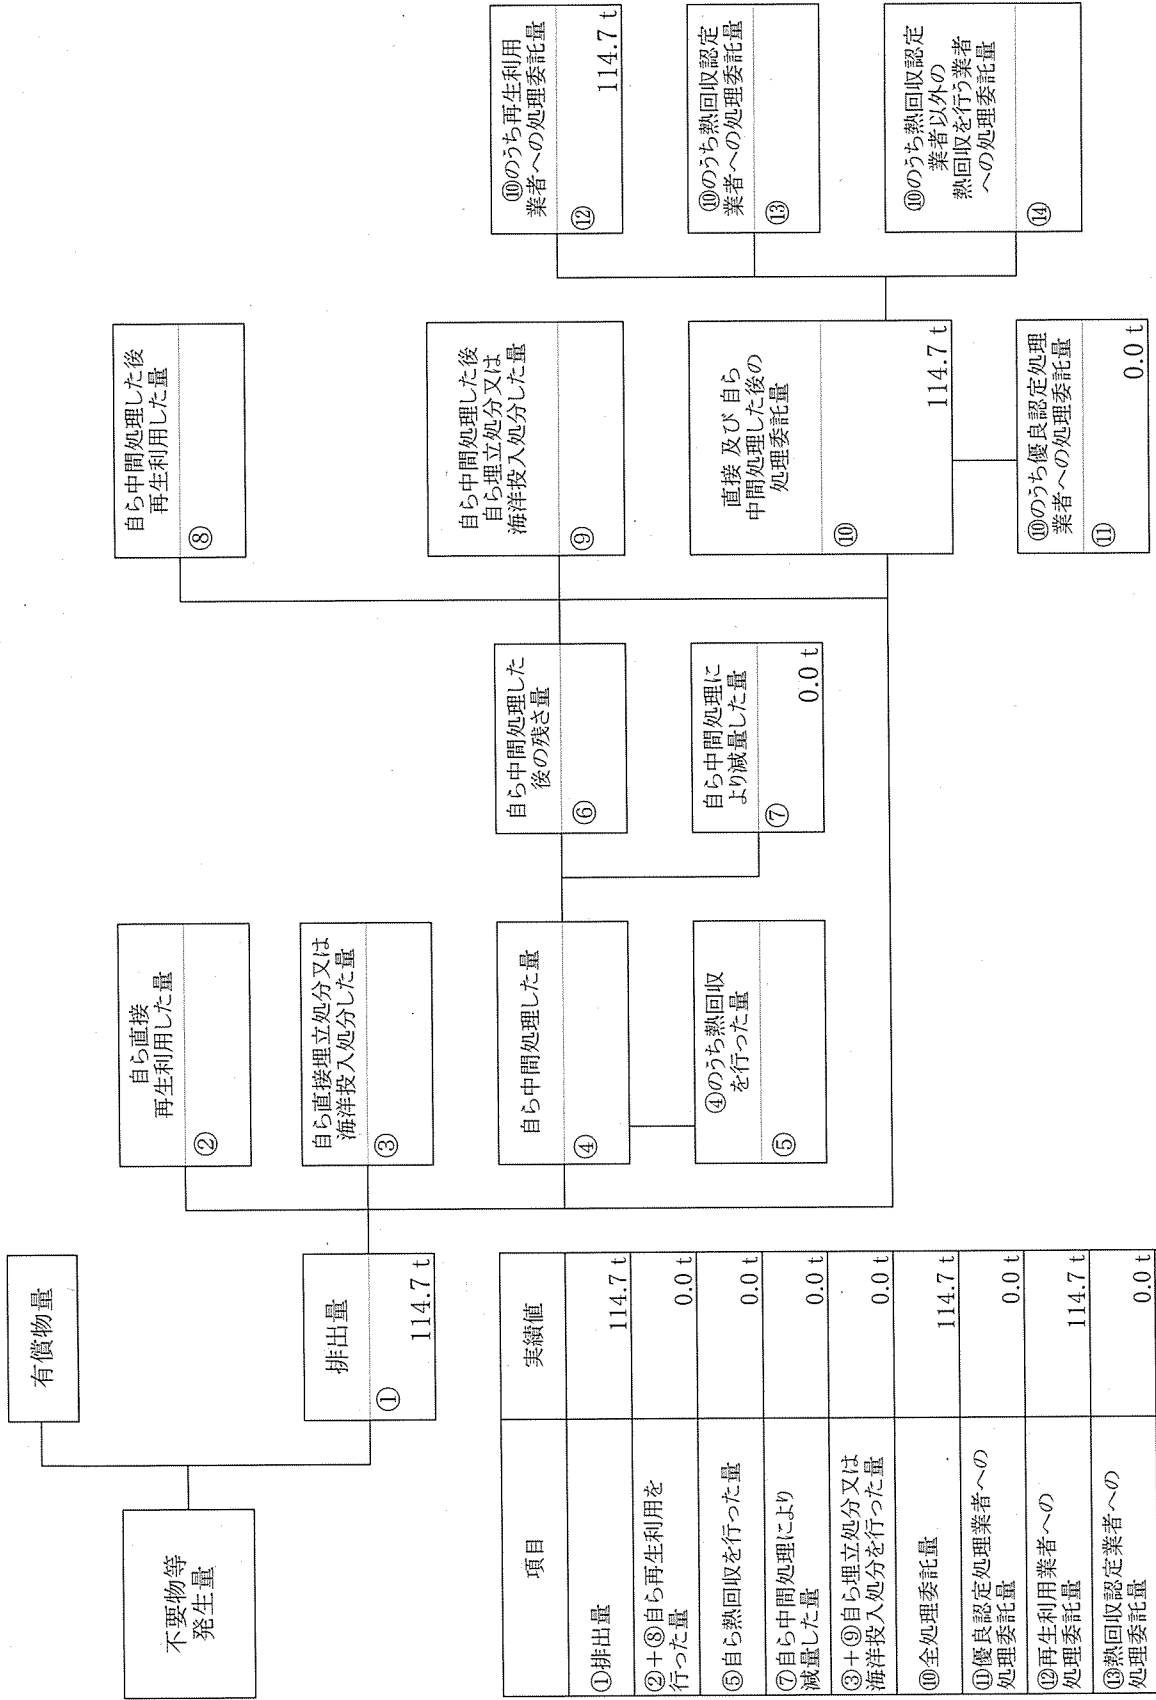 不要物等
発生量
有償物量
排出量
①
114.7 t
自ら直接
再生利用した量
②
自ら直接埋立処分又は
海洋投入処分した量
③
自ら中間処理した量
④
④のうち熱回収
を行った量
⑤
自ら中間処理した
後の残さ量
⑥
自ら中間処理に
より減量した量
⑦
0.0 t
自ら中間処理した後
再生利用した量
⑧
自ら中間処理した後
自ら埋立処分又は
海洋投入処分した量
⑨
直接 及び 自ら
中間処理した後の
処理委託量
⑩
114.7 t
⑩のうち優良認定処理
業者への処理委託量
⑪
0.0 t
⑩のうち再生利用
業者への処理委託量
⑫
114.7 t
⑩のうち熱回収認定
業者への処理委託量
⑬
⑩のうち熱回収認定
業者以外の
熱回収を行う業者
への処理委託量
⑭
項目
実績値
①排出量
114.7 t
②+⑧自ら再生利用を
行った量
0.0 t
⑤自ら熱回収を行った量
0.0 t
⑦自ら中間処理により
減量した量
0.0 t
③+⑨自ら埋立処分又は
海洋投入処分を行った量
0.0 t
⑩全処理委託量
114.7 t
⑪優良認定処理業者への
処理委託量
0.0 t
⑫再生利用業者への
処理委託量
114.7 t
⑬熱回収認定業者への
処理委託量
0.0 t